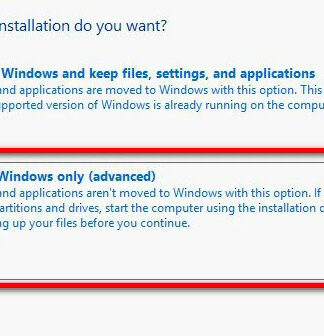 nstallation do you want?
Windows and keep files, settings, and applications
and applications are moved to Windows with this option. This
pported version of Windows is already running on the compu
Windows only (advanced)
and applications aren't moved to Windows with this option. If
artitions and drives, start the computer using the installation d
ng up your files before you continue.